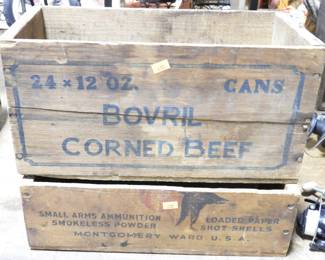 24 × 12 OZ. CANS
BOVRIL
CORNED BEEF
SMALL ARMS AMMUNITION LOADED PAPER
SMOKELESS POWDER SHOT SHELLS
MONTGOMERY WARD U.S.A.